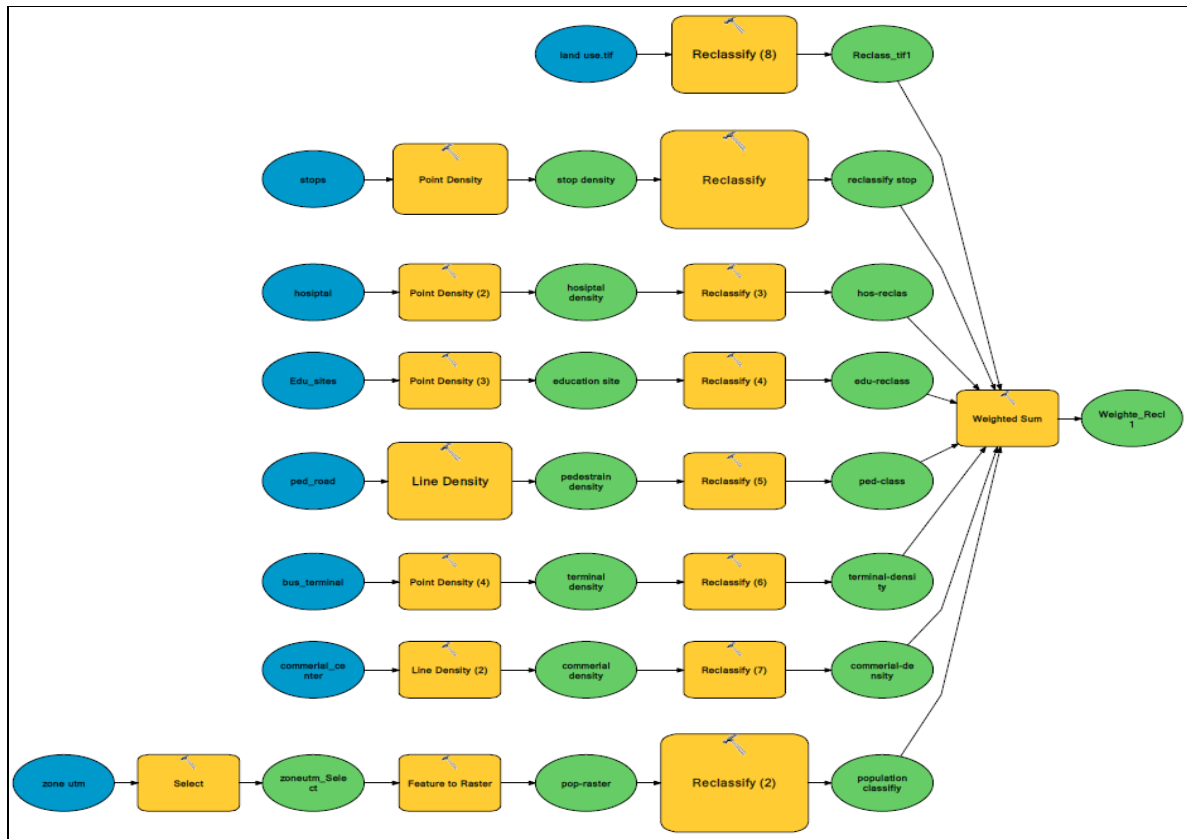 land use.tif
Reclassify (8)
Reclass_tif1
stops
Point Density
stop density
Reclassify
reclassify stop
hosiptal
Point Density (2)
hosiptal
density
Reclassify (3)
hos-reclas
Edu_sites
Point Density (3)
education site
Reclassify (4)
edu-reclass
Weighted Sum
Weighte_Recl
1
ped_road
Line Density
pedestrain
density
Reclassify (5)
ped-class
bus_terminal
Point Density (4)
terminal
density
Reclassify (6)
terminal-densi
ty
commerial_ce
nter
Line Density (2)
commerial
density
Reclassify (7)
commerial-de
nsity
zone utm
Select
zoneutm_Sele
ct
Feature to Raster
pop-raster
Reclassify (2)
population
classifiy